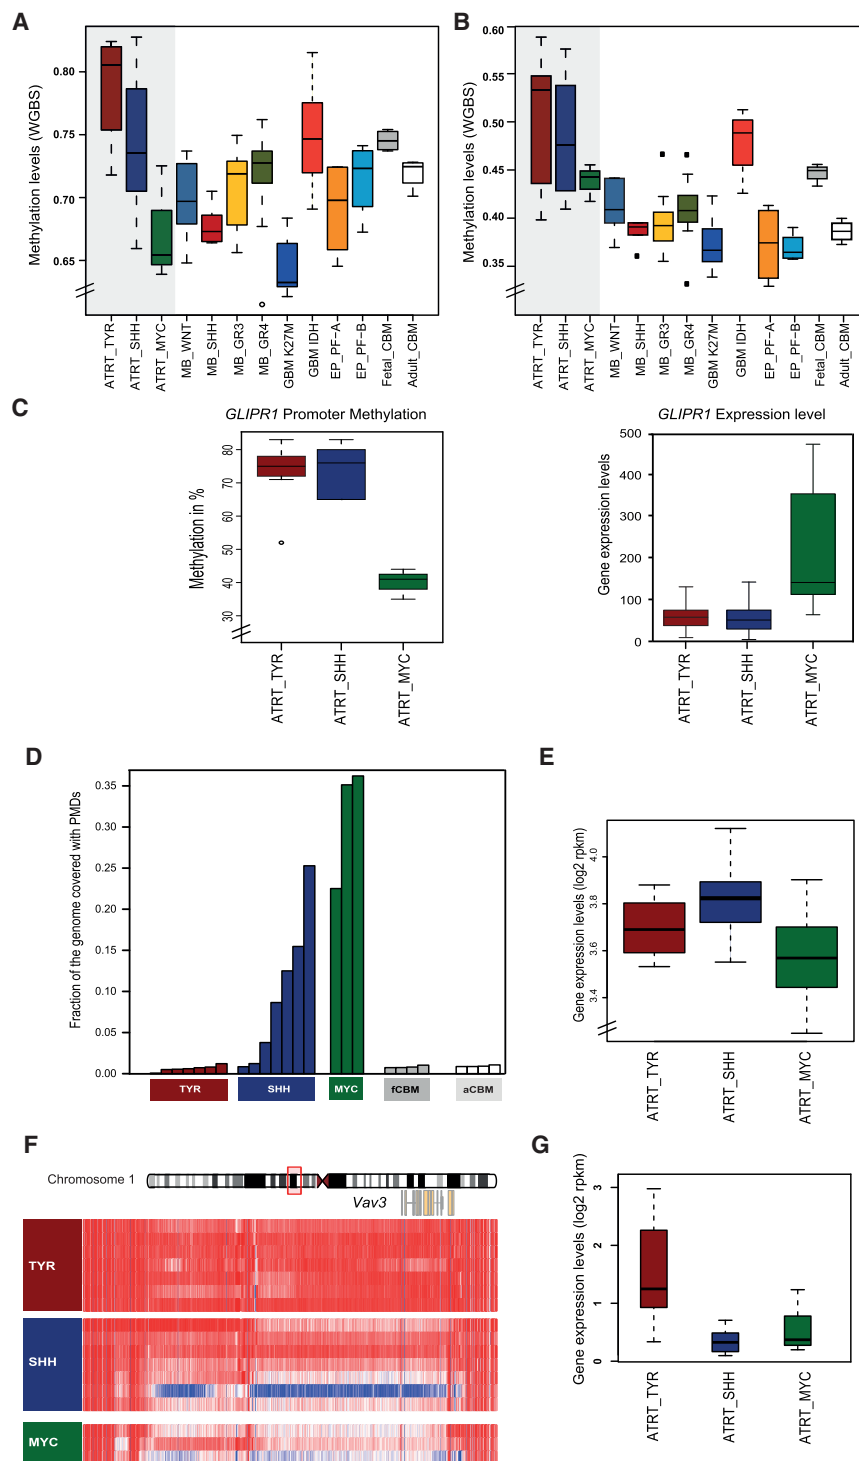 A
Methylation levels (WGBS)
0.80
0.75
0.70
0.65
ATRT_TYR
ATRT_SHH
ATRT_MYC
MB_WNT
MB_SHH
MB_GR3
MB_GR4
GBM K27M
GBM IDH
EP_PF-A
EP_PF-B
Fetal_CBM
Adult_CBM
B
Methylation levels (WGBS)
0.60
0.55
0.50
0.45
0.40
0.35
ATRT_TYR
ATRT_SHH
ATRT_MYC
MB_WNT
MB_SHH
MB_GR3
MB_GR4
GBM K27M
GBM IDH
EP_PF-A
EP_PF-B
Fetal_CBM
Adult_CBM
C
GLIPR1 Promoter Methylation
Methylation in %
80
70
60
50
40
30
ATRT_TYR
ATRT_SHH
ATRT_MYC
GLIPR1 Expression level
Gene expression levels
500
400
300
200
100
0
ATRT_TYR
ATRT_SHH
ATRT_MYC
D
Fraction of the genome covered with PMDs
0.35
0.30
0.25
0.20
0.15
0.10
0.05
0.00
TYR
SHH
MYC
fCBM
aCBM
E
Gene expression levels (log2 rpkm)
4.0
3.8
3.6
3.4
ATRT_TYR
ATRT_SHH
ATRT_MYC
F
Chromosome 1
Vav3
TYR
SHH
MYC
G
Gene expression levels (log2 rpkm)
3
2
1
0
ATRT_TYR
ATRT_SHH
ATRT_MYC